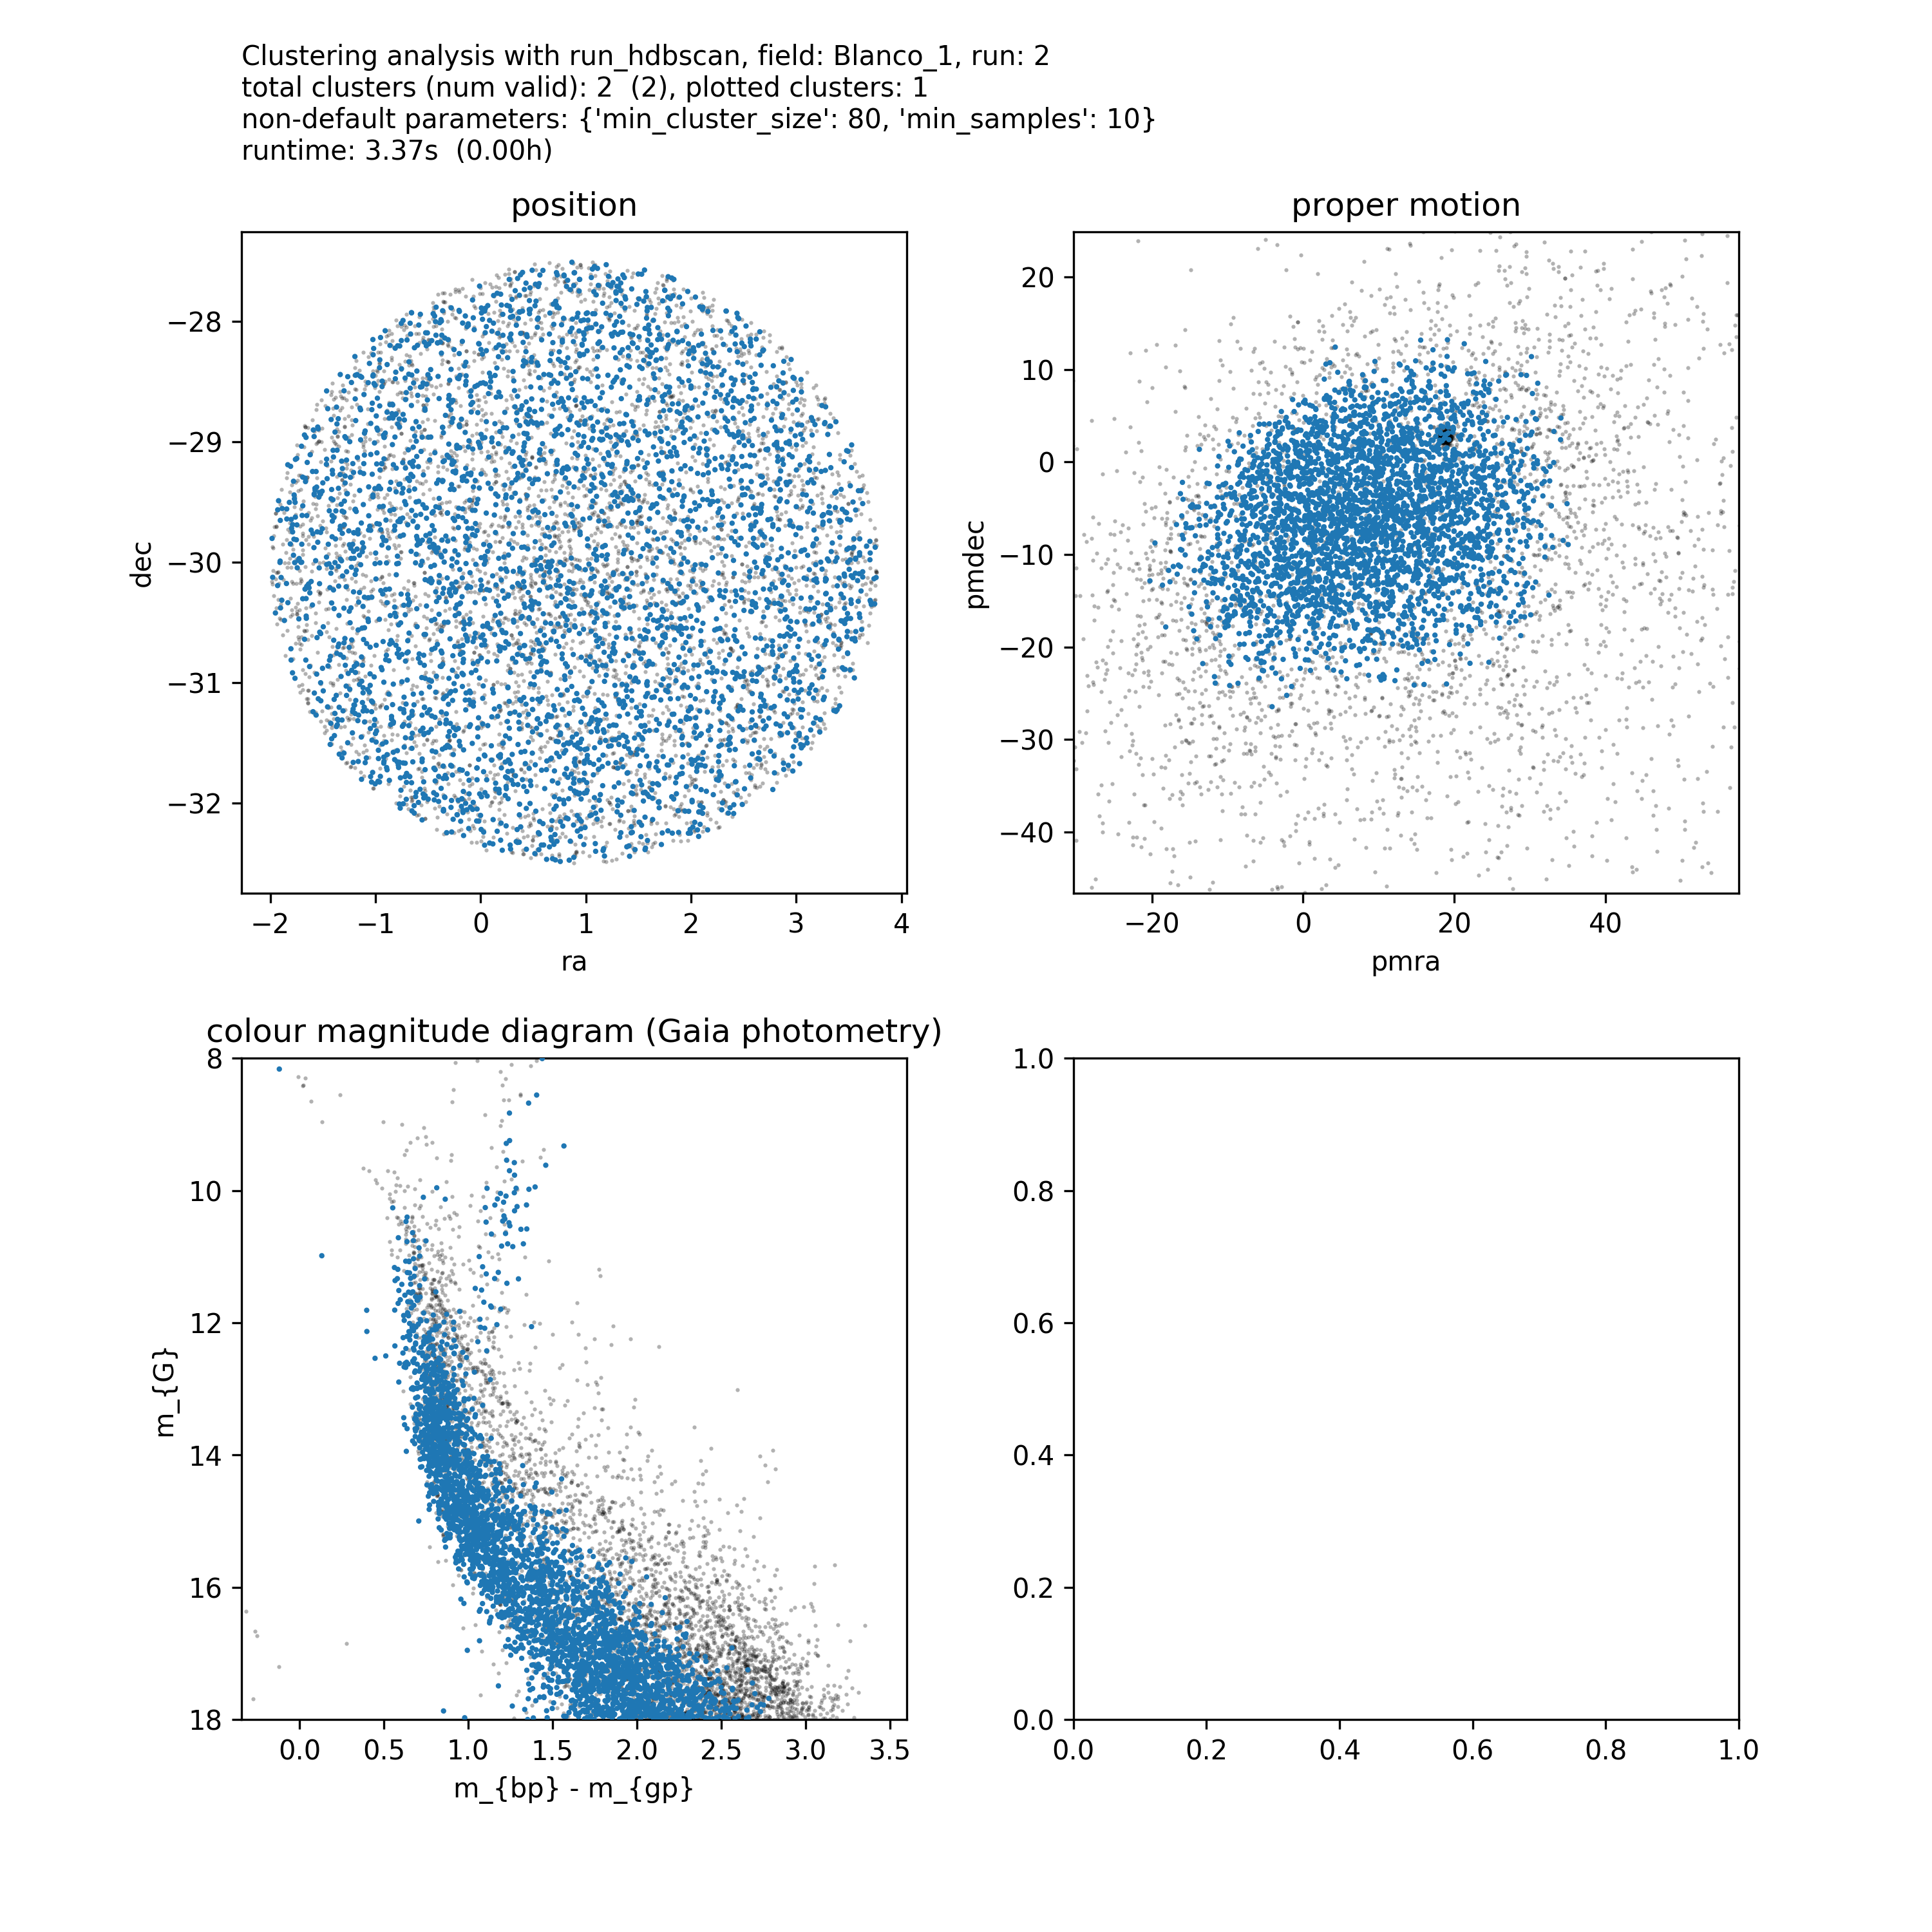 Clustering analysis with run_hdbscan, field: Blanco_1, run: 2
total clusters (num valid): 2  (2), plotted clusters: 1
non-default parameters: {'min_cluster_size': 80, 'min_samples': 10}
runtime: 3.37s  (0.00h)
position
−28
−29
−30
−31
−32
dec
−2 −1 0 1 2 3 4
ra
proper motion
20
10
0
−10
−20
−30
−40
pmdec
−20 0 20 40
pmra
colour magnitude diagram (Gaia photometry)
8
10
12
14
16
18
m_{G}
0.0 0.5 1.0 1.5 2.0 2.5 3.0 3.5
m_{bp} - m_{gp}
1.0
0.8
0.6
0.4
0.2
0.0
0.0 0.2 0.4 0.6 0.8 1.0